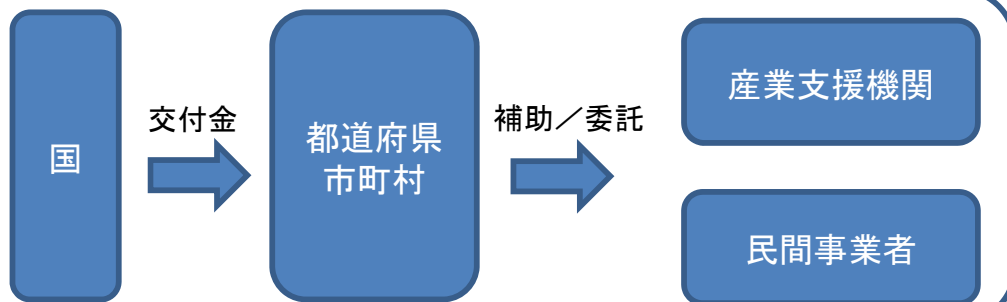 国
交付金
都道府県
市町村
補助／委託
産業支援機関
民間事業者